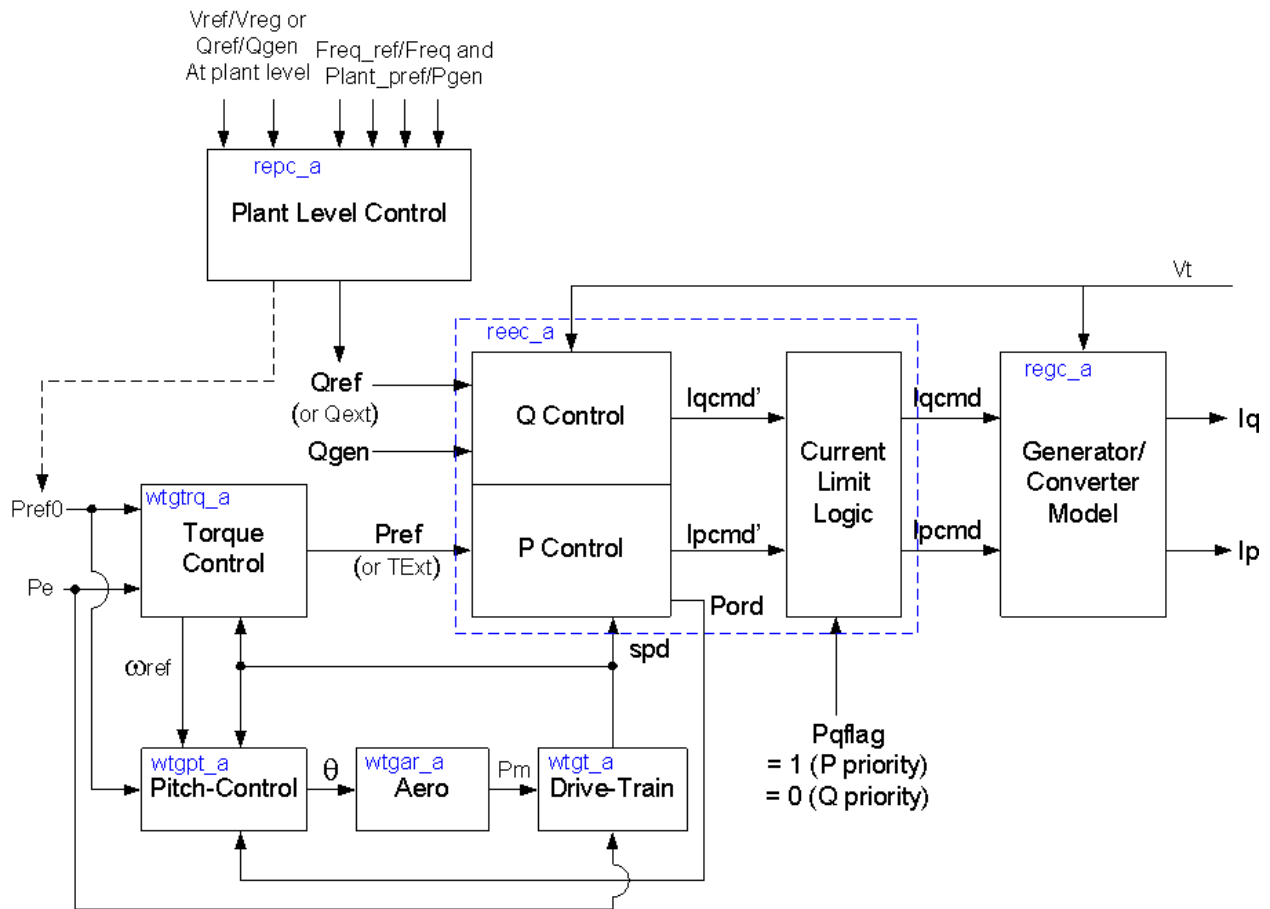 Vref/Vreg or
Qref/Qgen
At plant level
Freq_ref/Freq and
Plant_pref/Pgen
repc_a
Plant Level Control
Vt
reec_a
regc_a
Qref
(or Qext)
Qgen
Q Control
Iqcmd’
Iqcmd
Iq
Current
Limit
Logic
Generator/
Converter
Model
Pref0
wtgtrq_a
Torque
Control
Pref
(or TExt)
P Control
Ipcmd’
Ipcmd
Ip
Pe
Pord
spd
ωref
wtgpt_a
Pitch-Control
θ
wtgar_a
Aero
Pm
wtgt_a
Drive-Train
Pqflag
= 1 (P priority)
= 0 (Q priority)